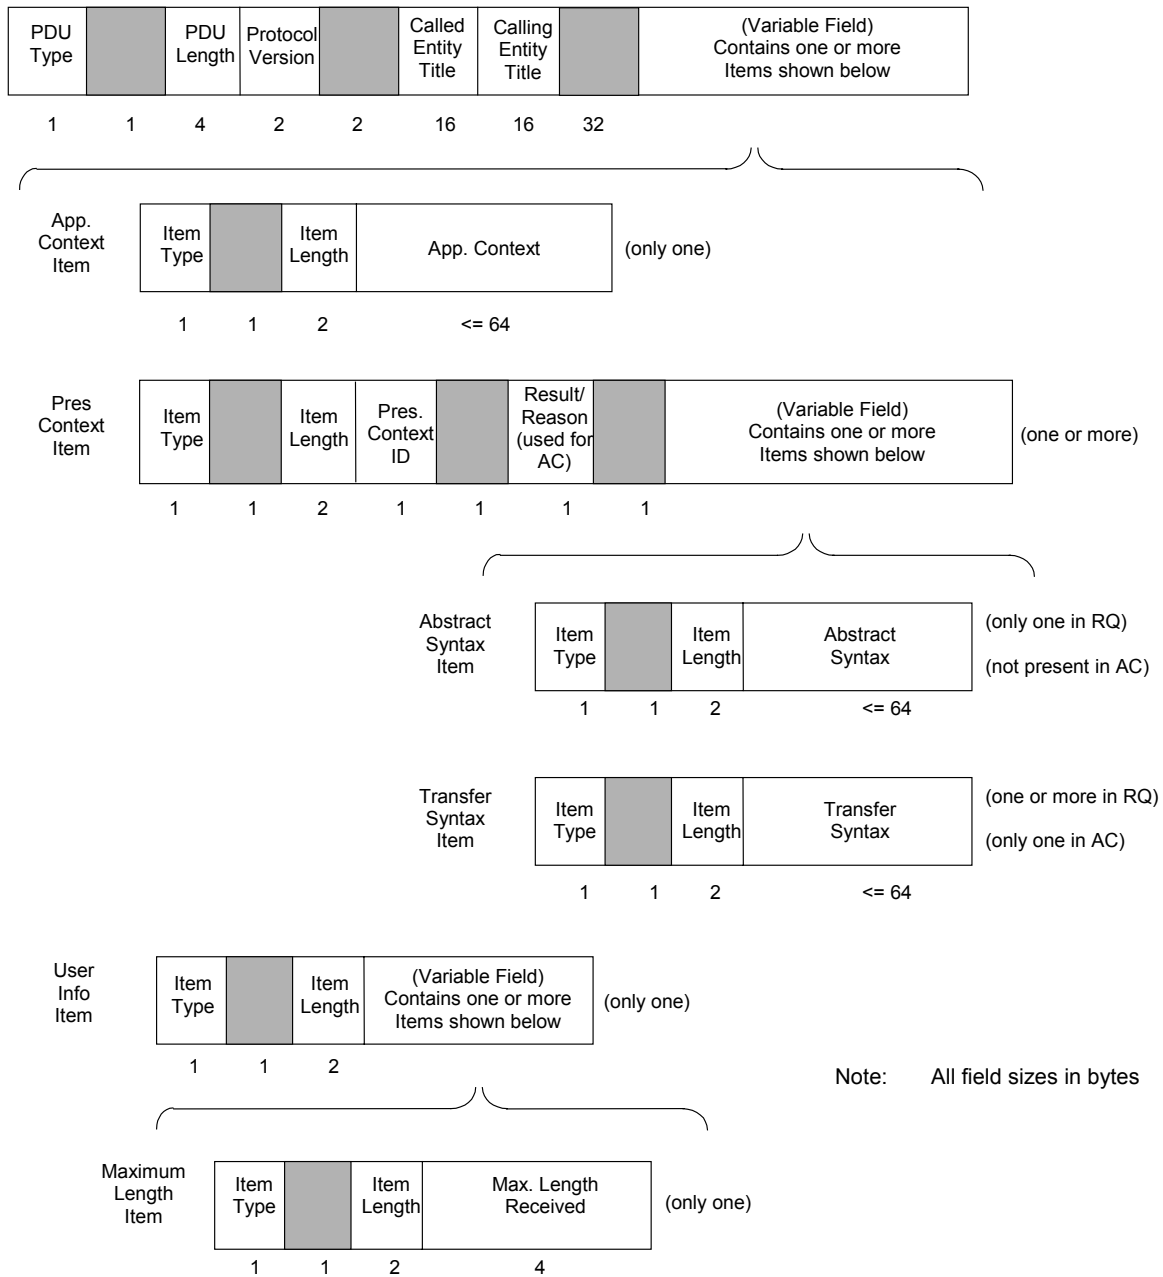 PDU
Type
PDU
Length
Protocol
Version
Called
Entity
Title
Calling
Entity
Title
(Variable Field)
Contains one or more
Items shown below
1 1 4 2 2 16 16 32
App.
Context
Item
Item
Type
Item
Length
App. Context
(only one)
1 1 2 <= 64
Pres
Context
Item
Item
Type
Item
Length
Pres.
Context
ID
Result/
Reason
(used for
AC)
(Variable Field)
Contains one or more
Items shown below
(one or more)
1 1 2 1 1 1 1
Abstract
Syntax
Item
Item
Type
Item
Length
Abstract
Syntax
(only one in RQ)
(not present in AC)
1 1 2 <= 64
Transfer
Syntax
Item
Item
Type
Item
Length
Transfer
Syntax
(one or more in RQ)
(only one in AC)
1 1 2 <= 64
User
Info
Item
Item
Type
Item
Length
(Variable Field)
Contains one or more
Items shown below
(only one)
1 1 2
Note: All field sizes in bytes
Maximum
Length
Item
Item
Type
Item
Length
Max. Length
Received
(only one)
1 1 2 4